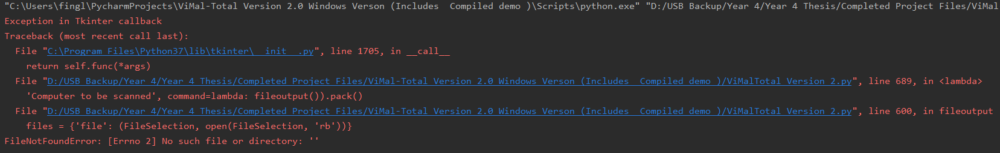 "C:\Users\fingl\PycharmProjects\ViMal-Total Version 2.0 Windows Verson (Includes  Compiled demo )\Scripts\python.exe" "D:/USB Backup/Year 4/Year 4 Thesis/Completed Project Files/ViMal
Exception in Tkinter callback
Traceback (most recent call last):
  File "C:\Program Files\Python37\lib\tkinter\__init__.py", line 1705, in __call__
    return self.func(*args)
  File "D:/USB Backup/Year 4/Year 4 Thesis/Completed Project Files/ViMal-Total Version 2.0 Windows Verson (Includes  Compiled demo )/ViMalTotal Version 2.py", line 689, in <lambda>
    'Computer to be scanned', command=lambda: fileoutput()).pack()
  File "D:/USB Backup/Year 4/Year 4 Thesis/Completed Project Files/ViMal-Total Version 2.0 Windows Verson (Includes  Compiled demo )/ViMalTotal Version 2.py", line 600, in fileoutput
    files = {'file': (FileSelection, open(FileSelection, 'rb'))}
FileNotFoundError: [Errno 2] No such file or directory: ''